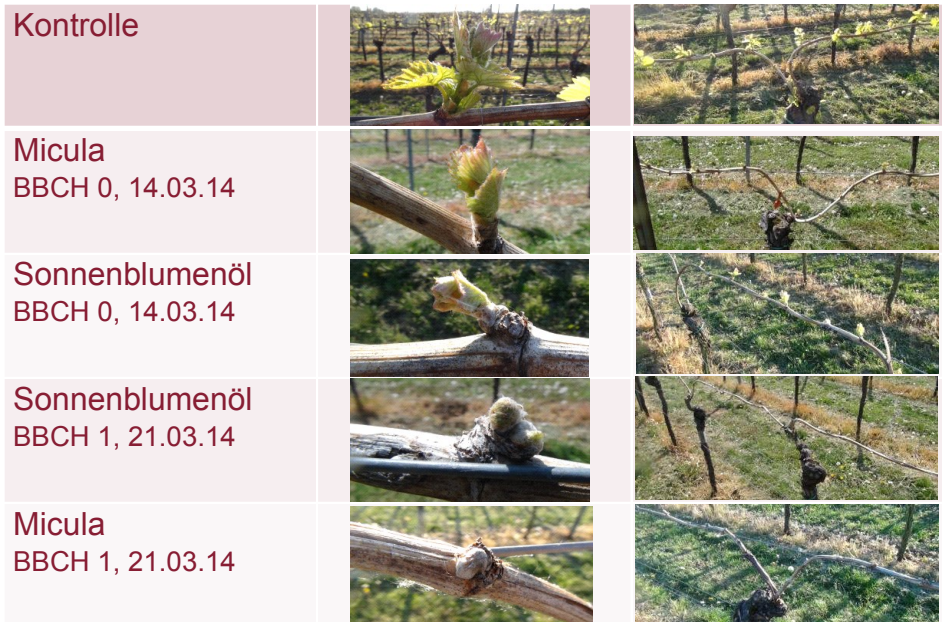 Kontrolle
Micula
BBCH 0, 14.03.14
Sonnenblumenöl
BBCH 0, 14.03.14
Sonnenblumenöl
BBCH 1, 21.03.14
Micula
BBCH 1, 21.03.14